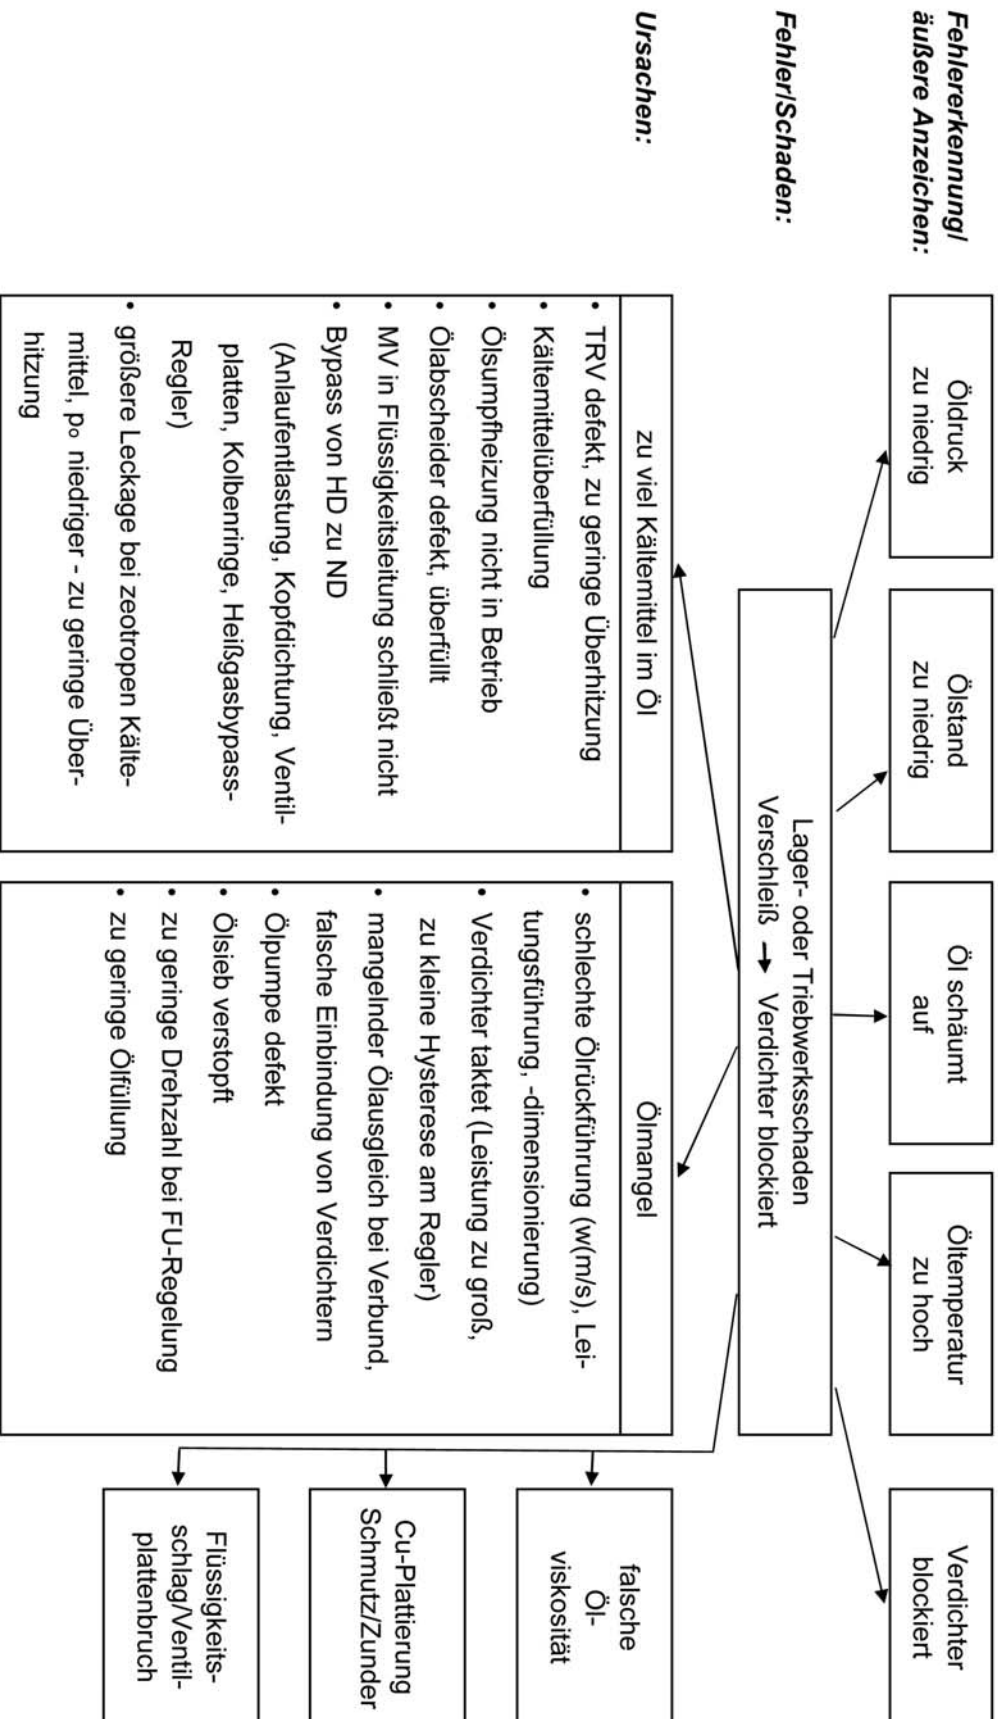 Fehlererkennung/
äußere Anzeichen:
Öldruck
zu niedrig
Ölstand
zu niedrig
Öl schäumt
auf
Öltemperatur
zu hoch
Verdichter
blockiert
Fehler/Schaden:
Lager- oder Triebwerksschaden
Verschleiß → Verdichter blockiert
Ursachen:
zu viel Kältemittel im Öl
• TRV defekt, zu geringe Überhitzung
• Kältemittelüberfüllung
• Ölsumpfheizung nicht in Betrieb
• Ölabscheider defekt, überfüllt
• MV in Flüssigkeitsleitung schließt nicht
• Bypass von HD zu ND
(Anlaufentlastung, Kopfdichtung, Ventil-
platten, Kolbenringe, Heißgasbypass-
Regler)
• größere Leckage bei zeotropen Kälte-
mittel, p₀ niedriger - zu geringe Über-
hitzung
Ölmangel
• schlechte Ölrückführung (w(m/s), Lei-
tungsführung, -dimensionierung)
• Verdichter taktet (Leistung zu groß,
zu kleine Hysterese am Regler)
• mangelnder Ölausgleich bei Verbund,
falsche Einbindung von Verdichtern
• Ölpumpe defekt
• Ölsieb verstopft
• zu geringe Drehzahl bei FU-Regelung
• zu geringe Ölfüllung
falsche
Öl-
viskosität
Cu-Plattierung
Schmutz/Zunder
Flüssigkeits-
schlag/Ventil-
plattenbruch